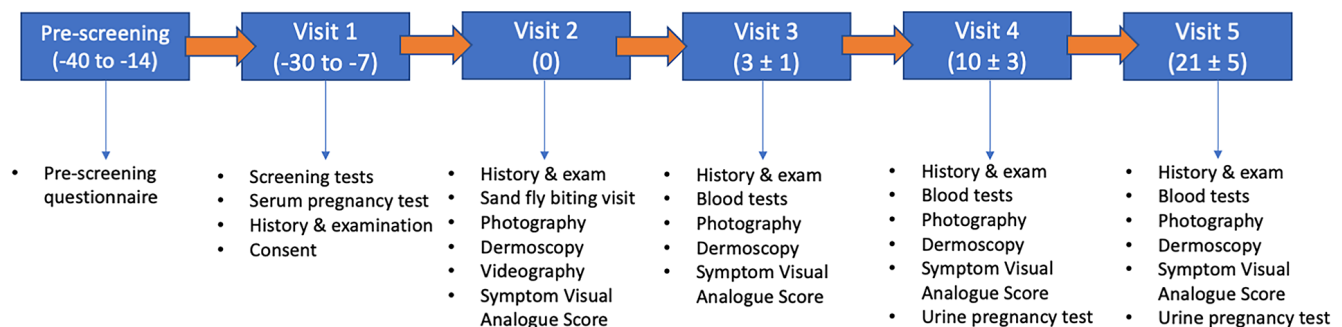 Pre-screening
(-40 to -14)
Visit 1
(-30 to -7)
Visit 2
(0)
Visit 3
(3 ± 1)
Visit 4
(10 ± 3)
Visit 5
(21 ± 5)
• Pre-screening
questionnaire
• Screening tests
• Serum pregnancy test
• History & examination
• Consent
• History & exam
• Sand fly biting visit
• Photography
• Dermoscopy
• Videography
• Symptom Visual
Analogue Score
• History & exam
• Blood tests
• Photography
• Dermoscopy
• Symptom Visual
Analogue Score
• History & exam
• Blood tests
• Photography
• Dermoscopy
• Symptom Visual
Analogue Score
• Urine pregnancy test
• History & exam
• Blood tests
• Photography
• Dermoscopy
• Symptom Visual
Analogue Score
• Urine pregnancy test